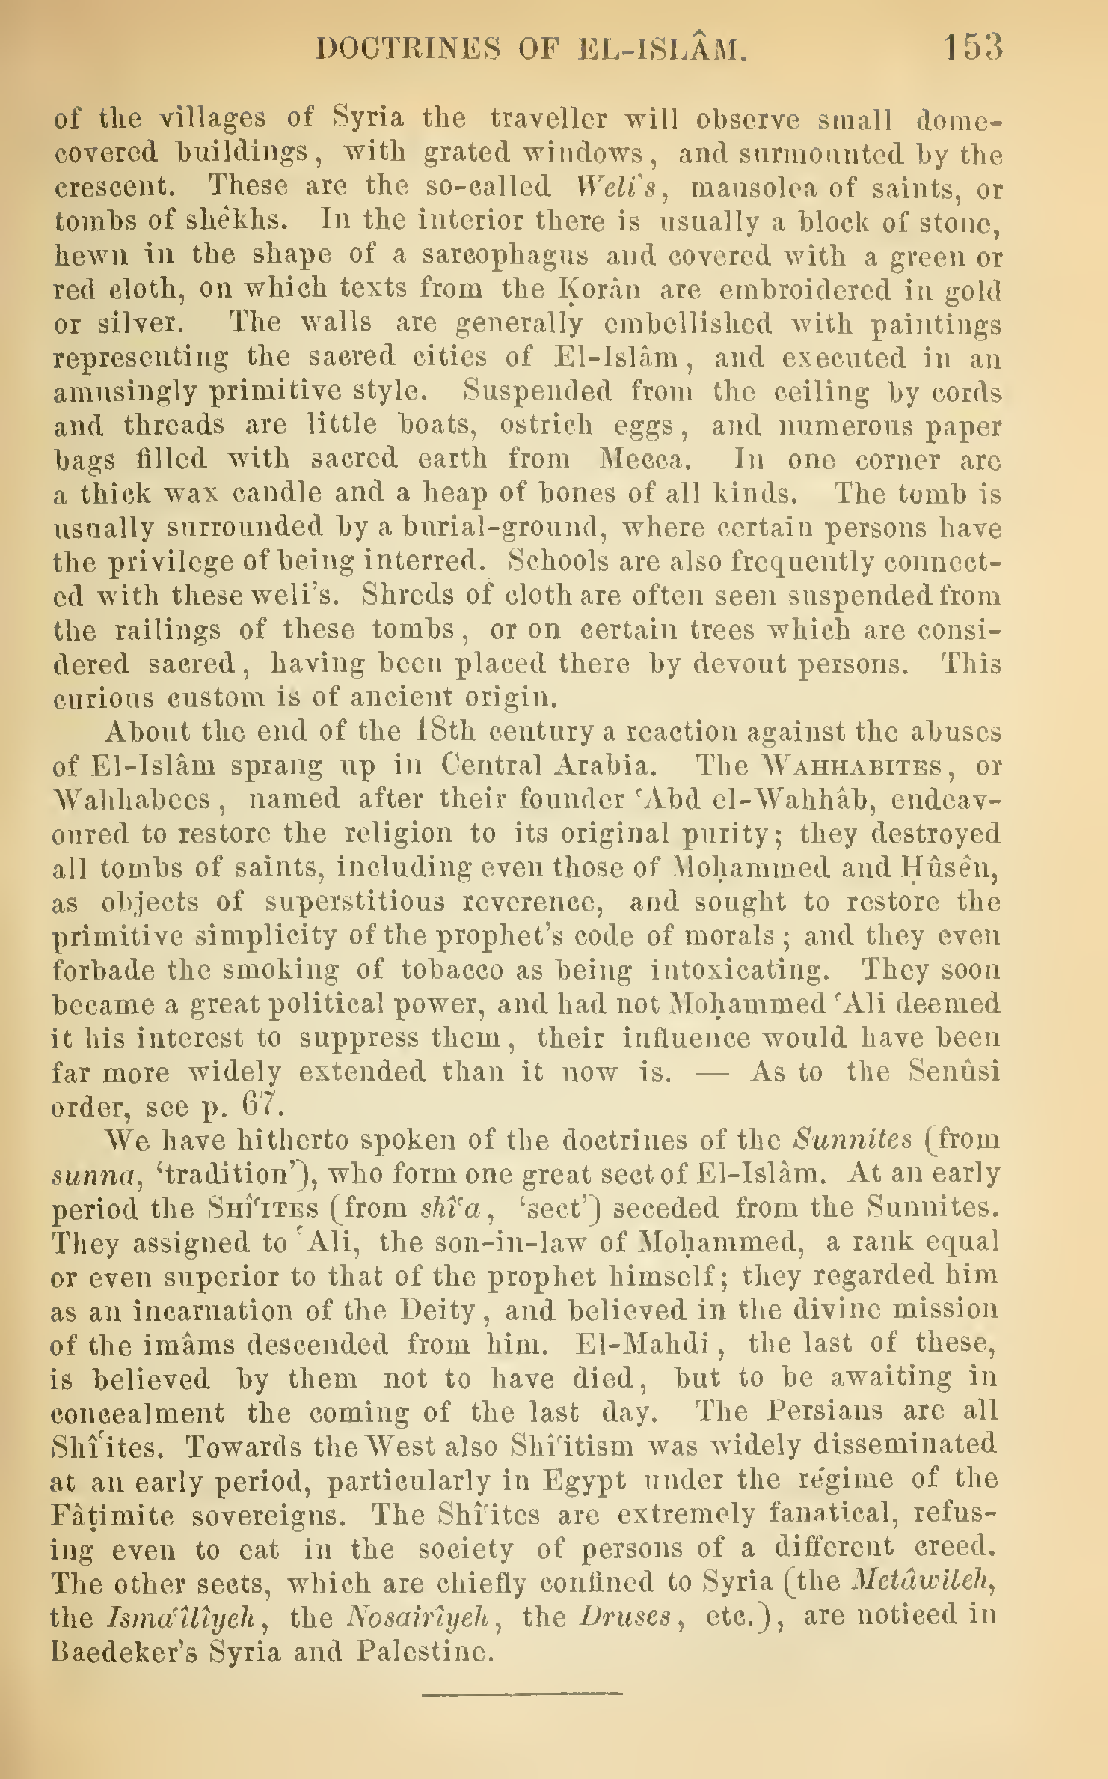 DOCTRINES OF EL-ISLÂM. 153
of the villages of Syria the traveller will observe small dome-
covered buildings, with grated windows, and surmounted by the
crescent. These are the so-called Weli's, mausolea of saints, or
tombs of shêkhs. In the interior there is usually a block of stone,
hewn in the shape of a sarcophagus and covered with a green or
red cloth, on which texts from the Ḳorân are embroidered in gold
or silver. The walls are generally embellished with paintings
representing the sacred cities of El-Islâm, and executed in an
amusingly primitive style. Suspended from the ceiling by cords
and threads are little boats, ostrich eggs, and numerous paper
bags filled with sacred earth from Mecca. In one corner are
a thick wax candle and a heap of bones of all kinds. The tomb is
usually surrounded by a burial-ground, where certain persons have
the privilege of being interred. Schools are also frequently connect-
ed with these weli's. Shreds of cloth are often seen suspended from
the railings of these tombs, or on certain trees which are consi-
dered sacred, having been placed there by devout persons. This
curious custom is of ancient origin.
About the end of the 18th century a reaction against the abuses
of El-Islâm sprang up in Central Arabia. The WAHHABITES, or
Wahhabees, named after their founder ʿAbd el-Wahhâb, endeav-
oured to restore the religion to its original purity; they destroyed
all tombs of saints, including even those of Moḥammed and Ḥûsên,
as objects of superstitious reverence, and sought to restore the
primitive simplicity of the prophet's code of morals; and they even
forbade the smoking of tobacco as being intoxicating. They soon
became a great political power, and had not Moḥammed ʿAli deemed
it his interest to suppress them, their influence would have been
far more widely extended than it now is. — As to the Senûsi
order, see p. 67.
We have hitherto spoken of the doctrines of the Sunnites (from
sunna, 'tradition'), who form one great sect of El-Islâm. At an early
period the SHÎʿITES (from shîʿa, 'sect') seceded from the Sunnites.
They assigned to ʿAli, the son-in-law of Moḥammed, a rank equal
or even superior to that of the prophet himself; they regarded him
as an incarnation of the Deity, and believed in the divine mission
of the imâms descended from him. El-Mahdi, the last of these,
is believed by them not to have died, but to be awaiting in
concealment the coming of the last day. The Persians are all
Shîʿites. Towards the West also Shiʿitism was widely disseminated
at an early period, particularly in Egypt under the régime of the
Fâṭimite sovereigns. The Shîʿites are extremely fanatical, refus-
ing even to eat in the society of persons of a different creed.
The other sects, which are chiefly confined to Syria (the Metâwileh,
the Ismaʿîlîyeh, the Nosairîyeh, the Druses, etc.), are noticed in
Baedeker's Syria and Palestine.